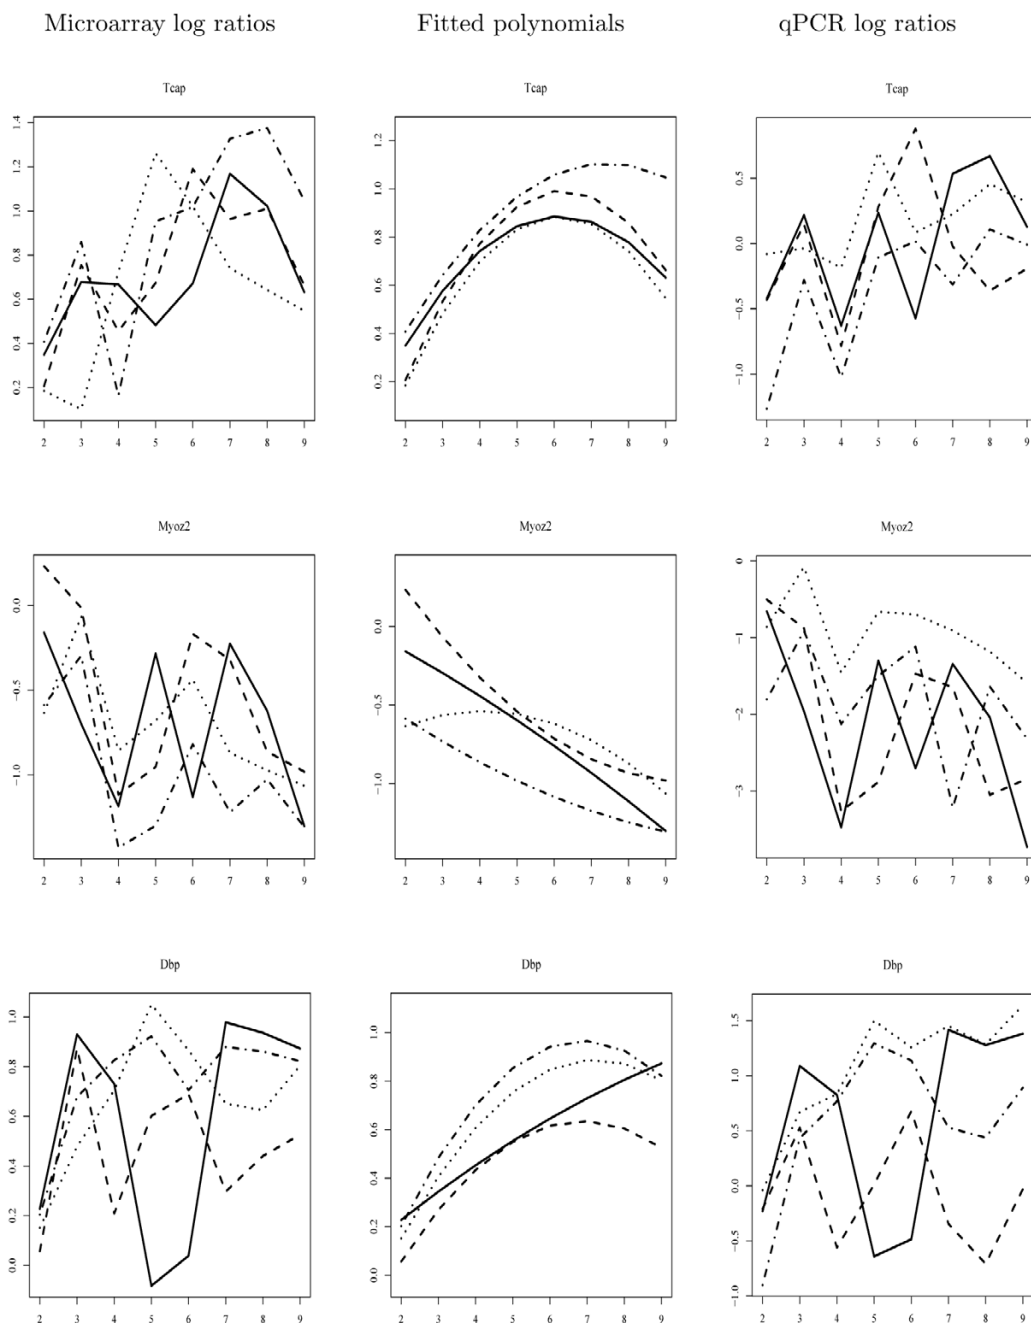 Microarray log ratios
Fitted polynomials
qPCR log ratios
Tcap
Tcap
Tcap
0.2 0.4 0.6 0.8 1.0 1.2 1.4
2 3 4 5 6 7 8 9
0.2 0.4 0.6 0.8 1.0 1.2
2 3 4 5 6 7 8 9
−1.0 −0.5 0.0 0.5
2 3 4 5 6 7 8 9
Myoz2
Myoz2
Myoz2
−1.0 −0.5 0.0
2 3 4 5 6 7 8 9
−1.0 −0.5 0.0
2 3 4 5 6 7 8 9
−3 −2 −1 0
2 3 4 5 6 7 8 9
Dbp
Dbp
Dbp
0.0 0.2 0.4 0.6 0.8 1.0
2 3 4 5 6 7 8 9
0.0 0.2 0.4 0.6 0.8 1.0
2 3 4 5 6 7 8 9
−1.0 −0.5 0.0 0.5 1.0 1.5
2 3 4 5 6 7 8 9